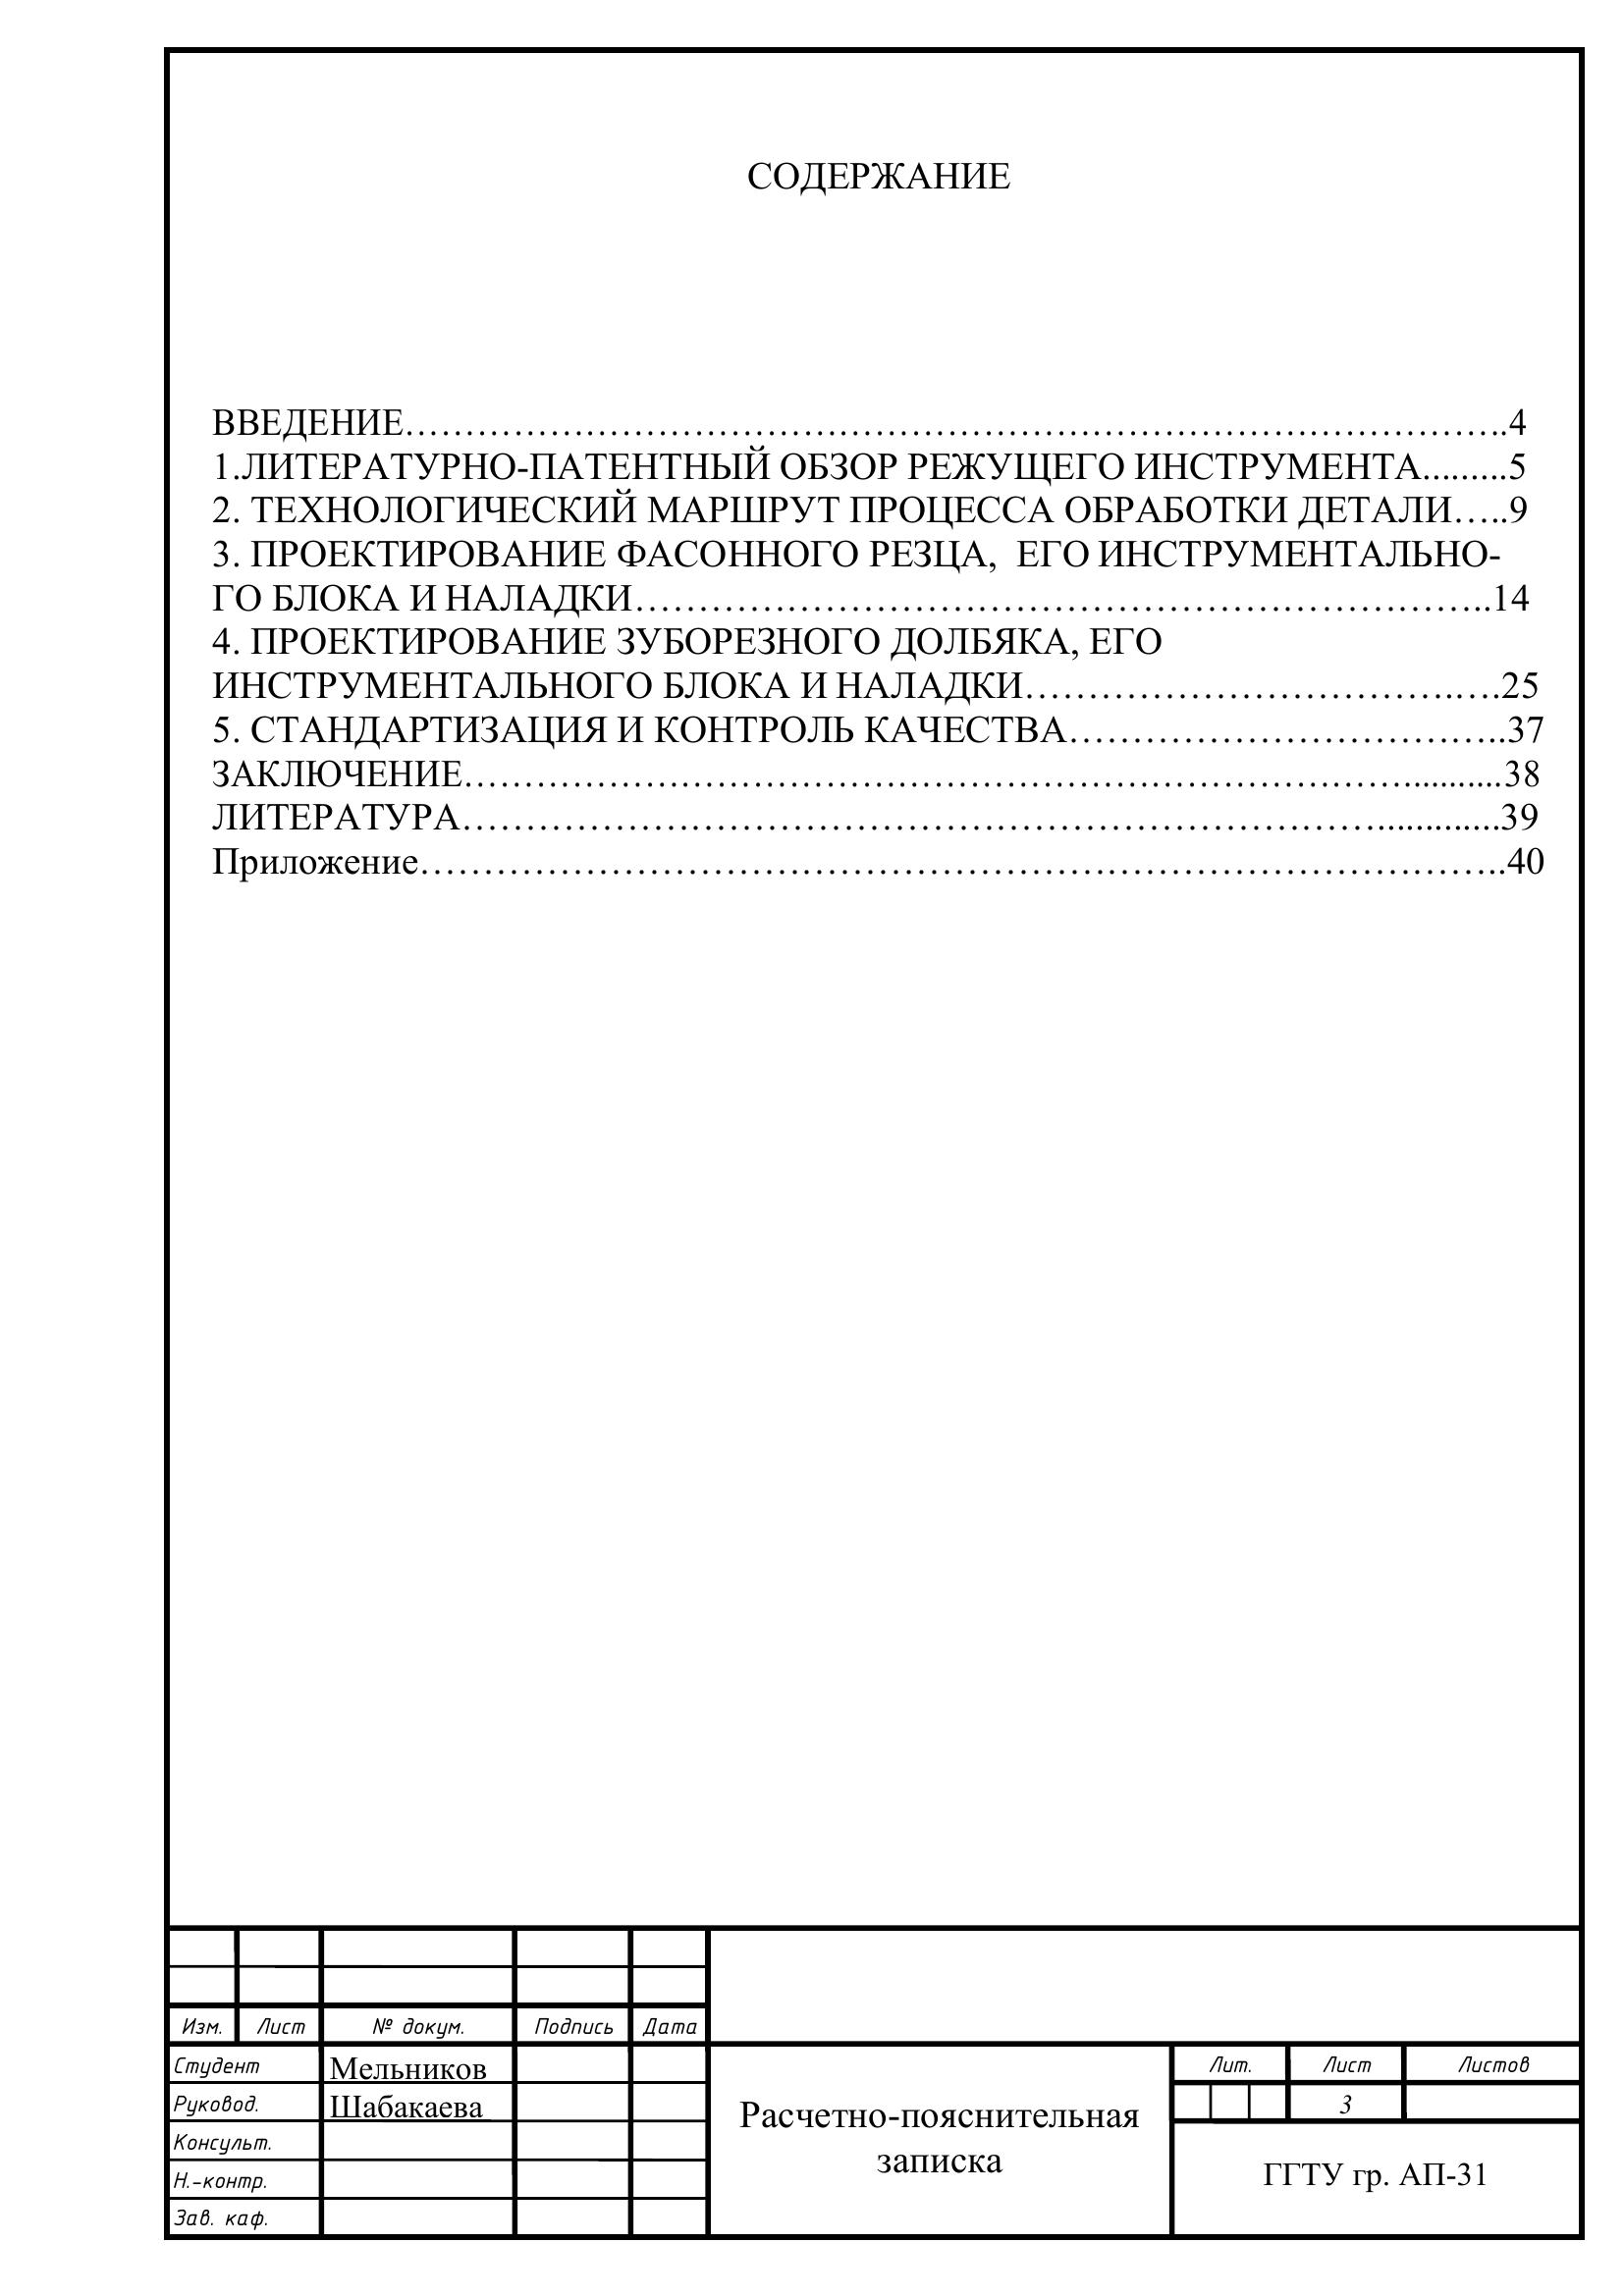 СОДЕРЖАНИЕ
ВВЕДЕНИЕ……………………………………………………………………………….4
1.ЛИТЕРАТУРНО-ПАТЕНТНЫЙ ОБЗОР РЕЖУЩЕГО ИНСТРУМЕНТА.........5
2. ТЕХНОЛОГИЧЕСКИЙ МАРШРУТ ПРОЦЕССА ОБРАБОТКИ ДЕТАЛИ…..9
3. ПРОЕКТИРОВАНИЕ ФАСОННОГО РЕЗЦА, ЕГО ИНСТРУМЕНТАЛЬНО-
ГО БЛОКА И НАЛАДКИ……………………………………………………………..14
4. ПРОЕКТИРОВАНИЕ ЗУБОРЕЗНОГО ДОЛБЯКА, ЕГО
ИНСТРУМЕНТАЛЬНОГО БЛОКА И НАЛАДКИ…………………………….….25
5. СТАНДАРТИЗАЦИЯ И КОНТРОЛЬ КАЧЕСТВА……………………………..37
ЗАКЛЮЧЕНИЕ…………………………………………………………………...........38
ЛИТЕРАТУРА………………………………………………………………….............39
Приложение……………………………………………………………………………..40
Изм. Лист № докум. Подпись Дата
Студент Мельников
Руковод. Шабакаева
Консульт.
Н.-контр.
Зав. каф.
Расчетно-пояснительная
записка
Лит. Лист Листов
3
ГГТУ гр. АП-31